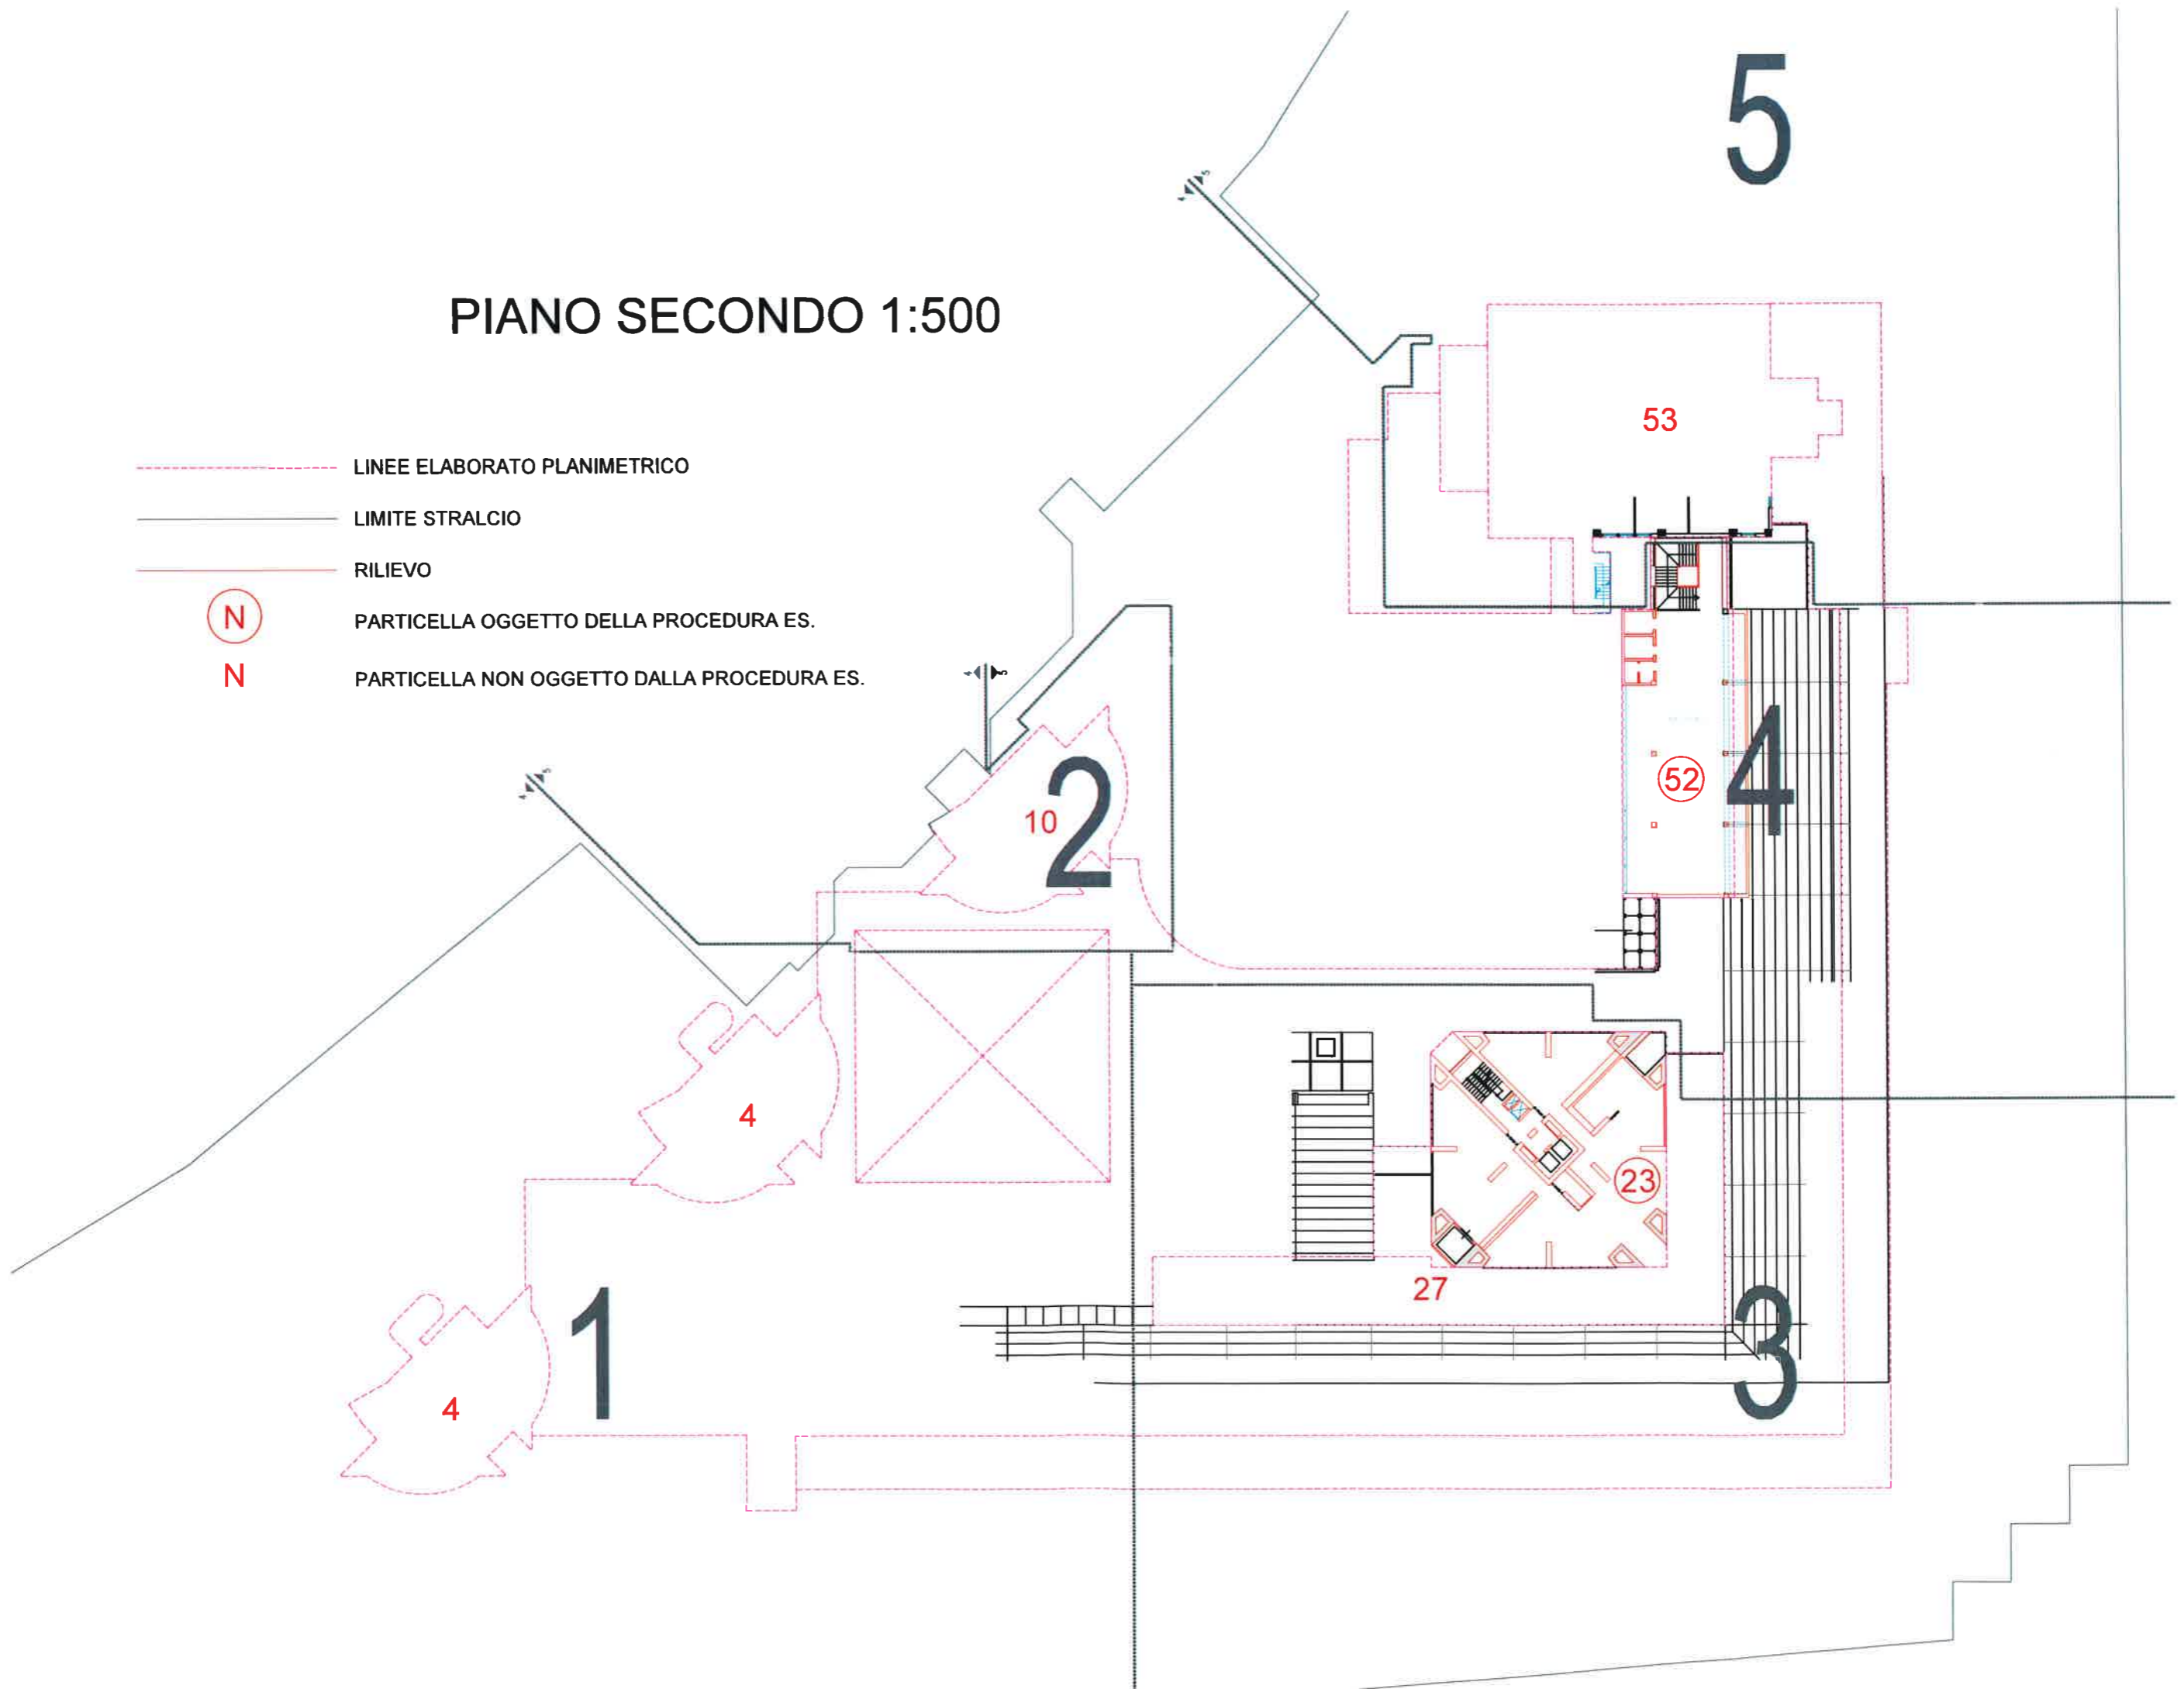 5
PIANO SECONDO 1:500
53
LINEE ELABORATO PLANIMETRICO
LIMITE STRALCIO
RILIEVO
N PARTICELLA OGGETTO DELLA PROCEDURA ES.
N PARTICELLA NON OGGETTO DALLA PROCEDURA ES.
52
4
10
2
4
23
27
1
3
4